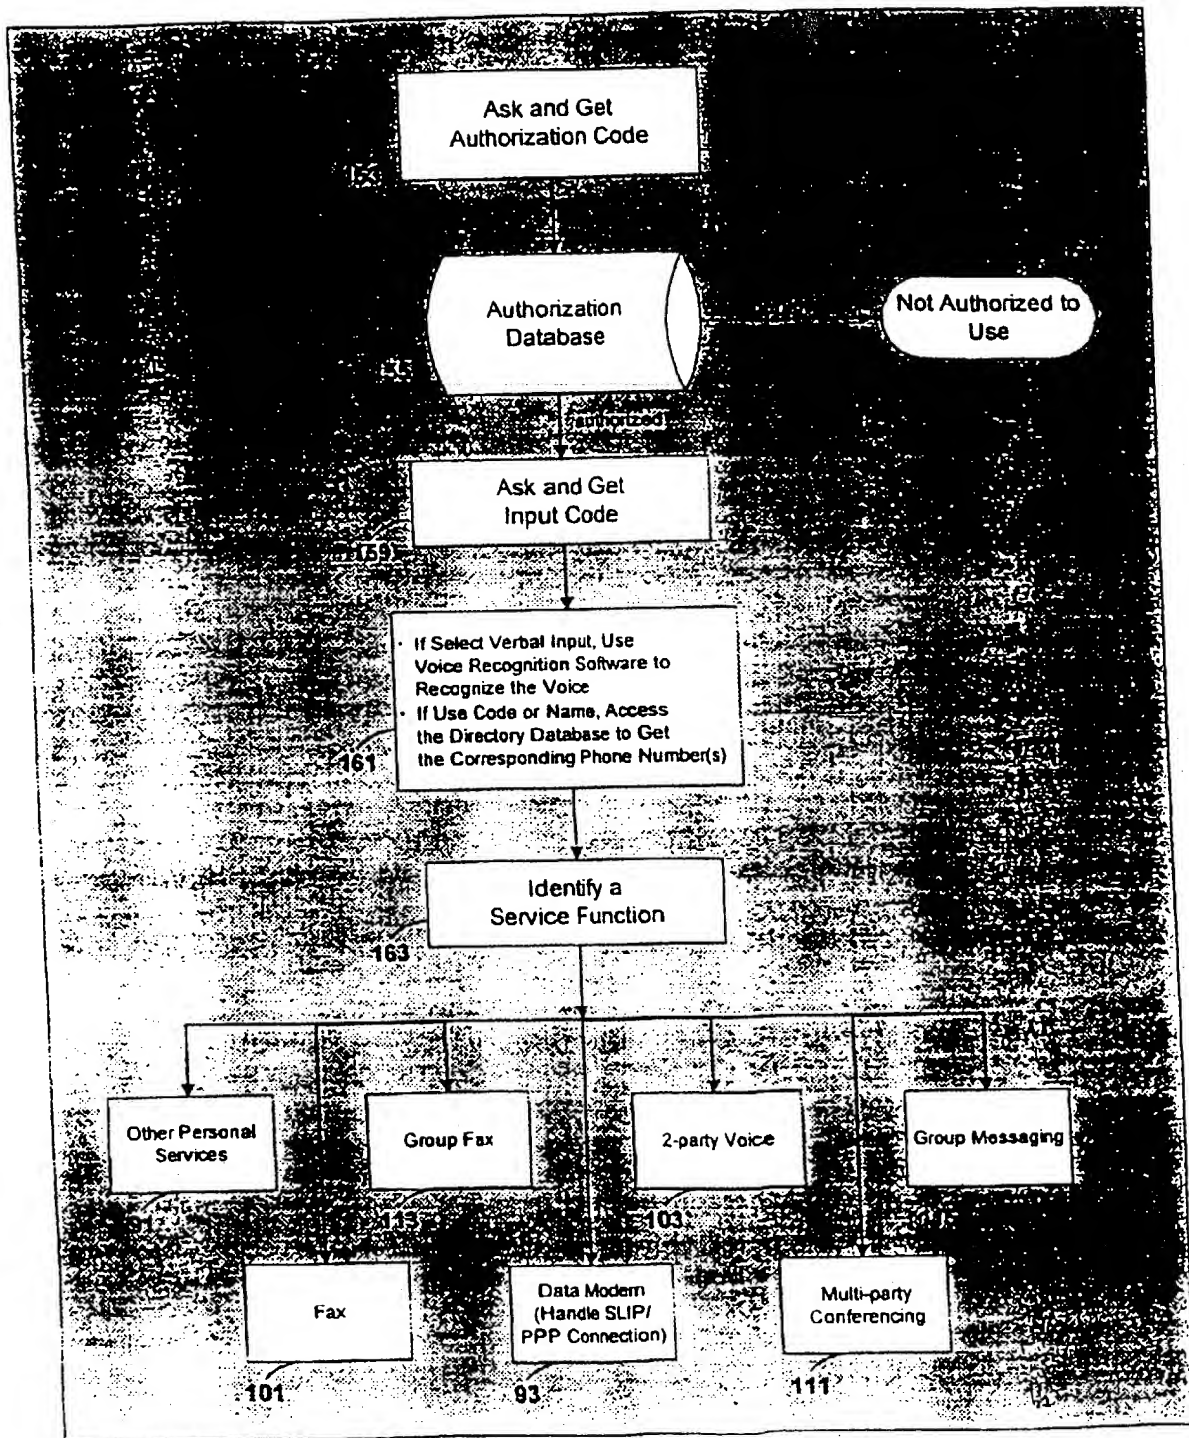 Ask and Get
Authorization Code
Authorization
Database
Not Authorized to
Use
authorized
Ask and Get
Input Code
159
· If Select Verbal Input, Use
Voice Recognition Software to
Recognize the Voice
· If Use Code or Name, Access
the Directory Database to Get
the Corresponding Phone Number(s)
161
Identify a
Service Function
163
Other Personal
Services
Group Fax
2-party Voice
Group Messaging
103
Fax
Data Modem
(Handle SLIP/
PPP Connection)
Multi-party
Conferencing
101
93
111